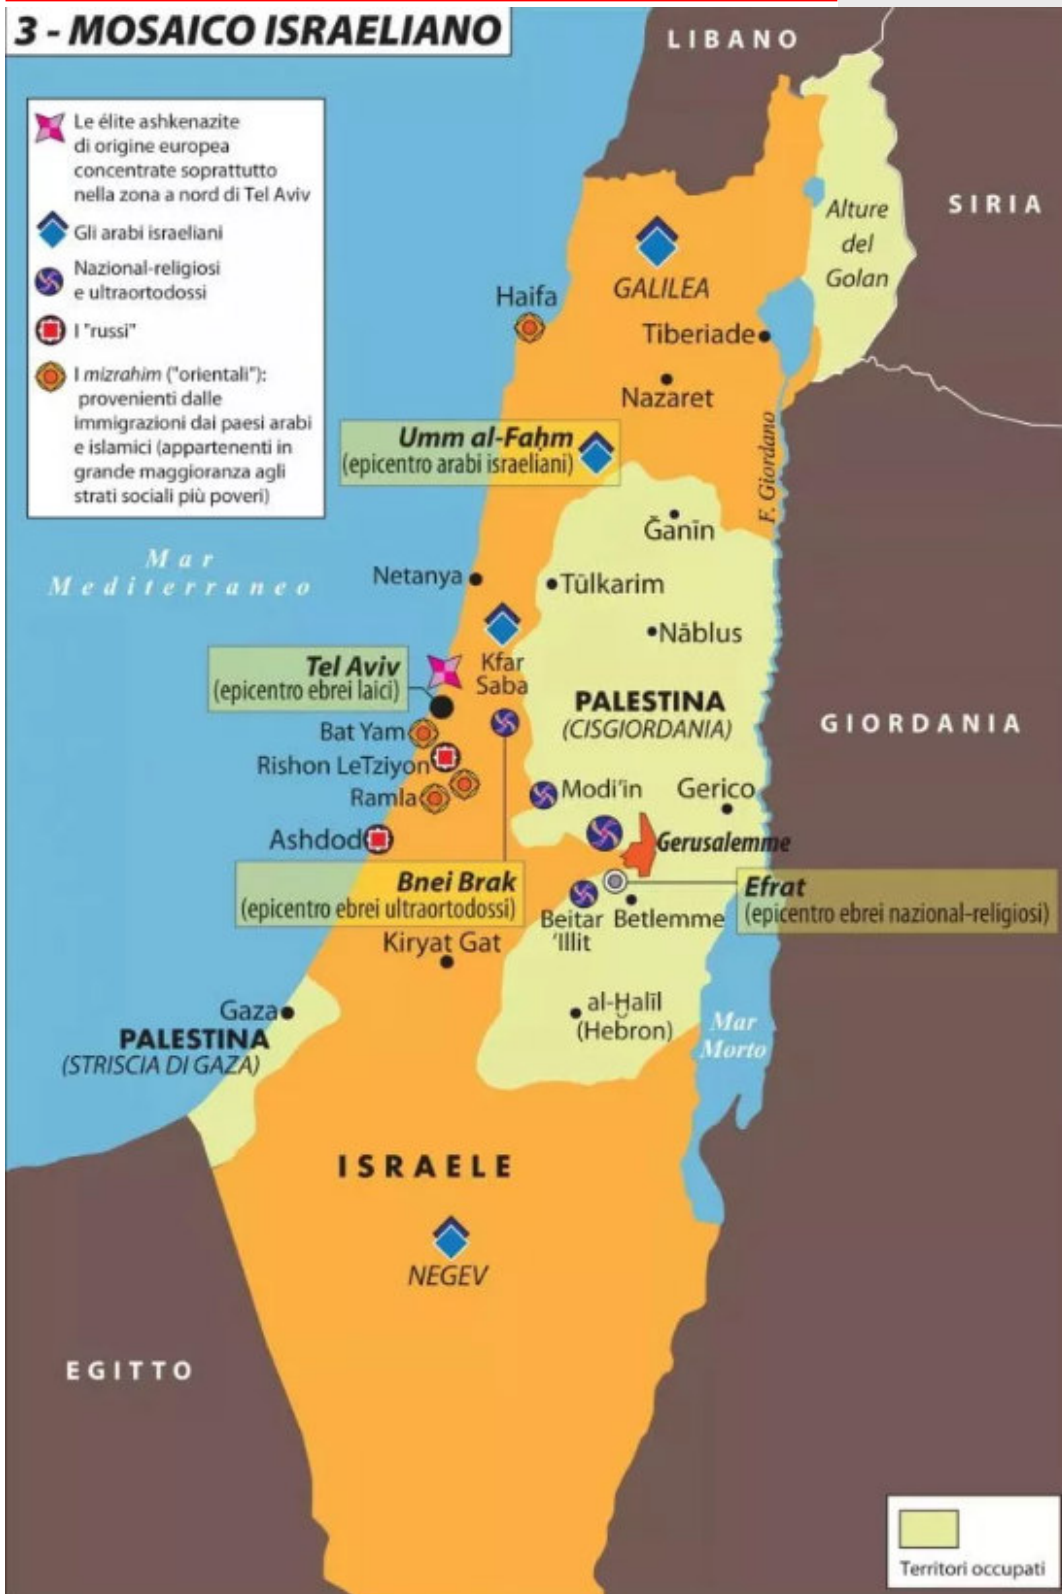 3 - MOSAICO ISRAELIANO
Le élite ashkenazite
di origine europea
concentrate soprattutto
nella zona a nord di Tel Aviv
Gli arabi israeliani
Nazional-religiosi
e ultraortodossi
I "russi"
I mizrahim ("orientali"):
provenienti dalle
immigrazioni dai paesi arabi
e islamici (appartenenti in
grande maggioranza agli
strati sociali più poveri)
LIBANO
SIRIA
Alture
del
Golan
GALILEA
Haifa
Tiberiade
Nazaret
Umm al-Faḥm
(epicentro arabi israeliani)
F. Giordano
Ǧanīn
Mar
Mediterraneo
Netanya
Tūlkarim
Nāblus
Kfar
Saba
Tel Aviv
(epicentro ebrei laici)
PALESTINA
(CISGIORDANIA)
GIORDANIA
Bat Yam
Rishon LeTziyon
Ramla
Modi'in
Gerico
Ashdod
Gerusalemme
Bnei Brak
(epicentro ebrei ultraortodossi)
Efrat
(epicentro ebrei nazional-religiosi)
Beitar
'Illit
Betlemme
Kiryat Gat
al-Ḫalīl
(Hebron)
Gaza
PALESTINA
(STRISCIA DI GAZA)
Mar
Morto
ISRAELE
NEGEV
EGITTO
Territori occupati